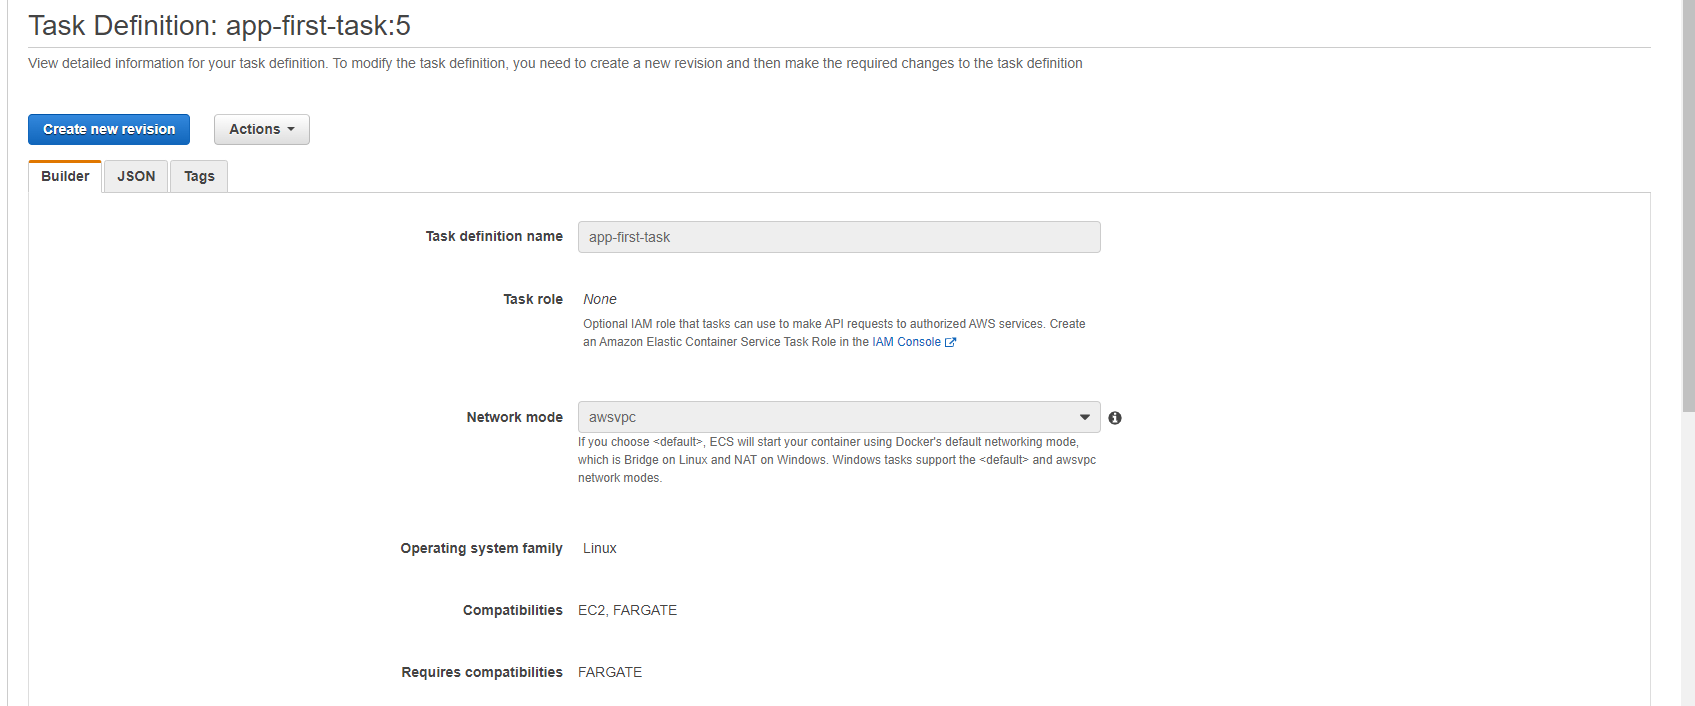 Task Definition: app-first-task:5
View detailed information for your task definition. To modify the task definition, you need to create a new revision and then make the required changes to the task definition
Create new revision
Actions
Builder
JSON
Tags
Task definition name
app-first-task
Task role
None
Optional IAM role that tasks can use to make API requests to authorized AWS services. Create
an Amazon Elastic Container Service Task Role in the IAM Console
Network mode
awsvpc
If you choose <default>, ECS will start your container using Docker's default networking mode,
which is Bridge on Linux and NAT on Windows. Windows tasks support the <default> and awsvpc
network modes.
Operating system family
Linux
Compatibilities
EC2, FARGATE
Requires compatibilities
FARGATE